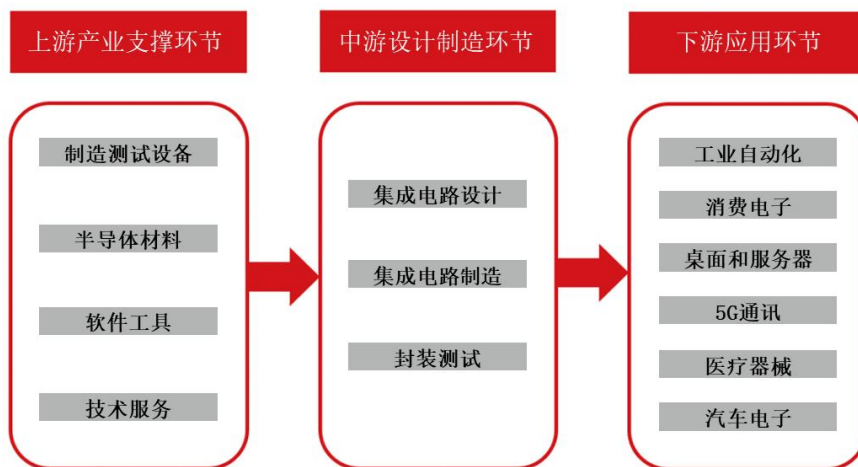 上游产业支撑环节
制造测试设备
半导体材料
软件工具
技术服务
中游设计制造环节
集成电路设计
集成电路制造
封装测试
下游应用环节
工业自动化
消费电子
桌面和服务器
5G通讯
医疗器械
汽车电子